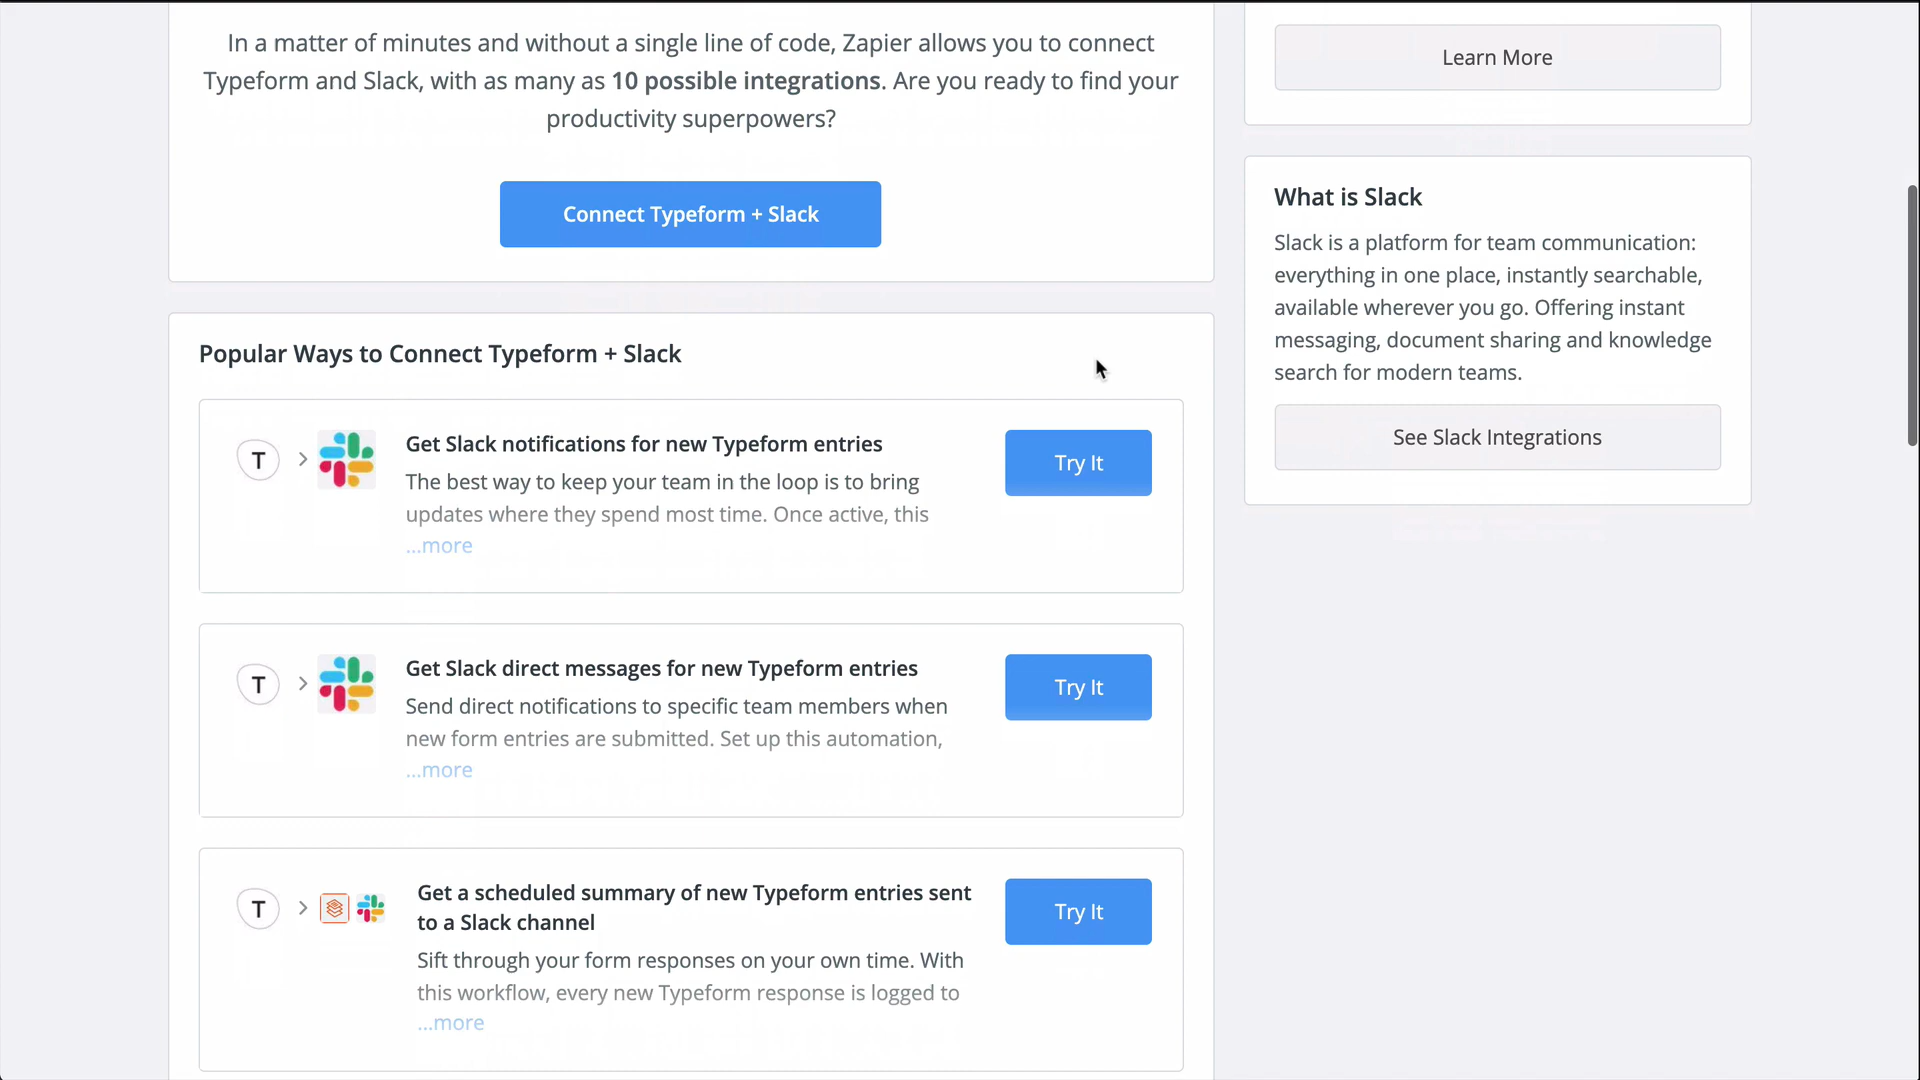 In a matter of minutes and without a single line of code, Zapier allows you to connect
Typeform and Slack, with as many as 10 possible integrations. Are you ready to find your
productivity superpowers?
Connect Typeform + Slack
Popular Ways to Connect Typeform + Slack
T
Get Slack notifications for new Typeform entries
The best way to keep your team in the loop is to bring
updates where they spend most time. Once active, this
...more
Try It
T
Get Slack direct messages for new Typeform entries
Send direct notifications to specific team members when
new form entries are submitted. Set up this automation,
...more
Try It
T
Get a scheduled summary of new Typeform entries sent
to a Slack channel
Sift through your form responses on your own time. With
this workflow, every new Typeform response is logged to
...more
Try It
Learn More
What is Slack
Slack is a platform for team communication:
everything in one place, instantly searchable,
available wherever you go. Offering instant
messaging, document sharing and knowledge
search for modern teams.
See Slack Integrations